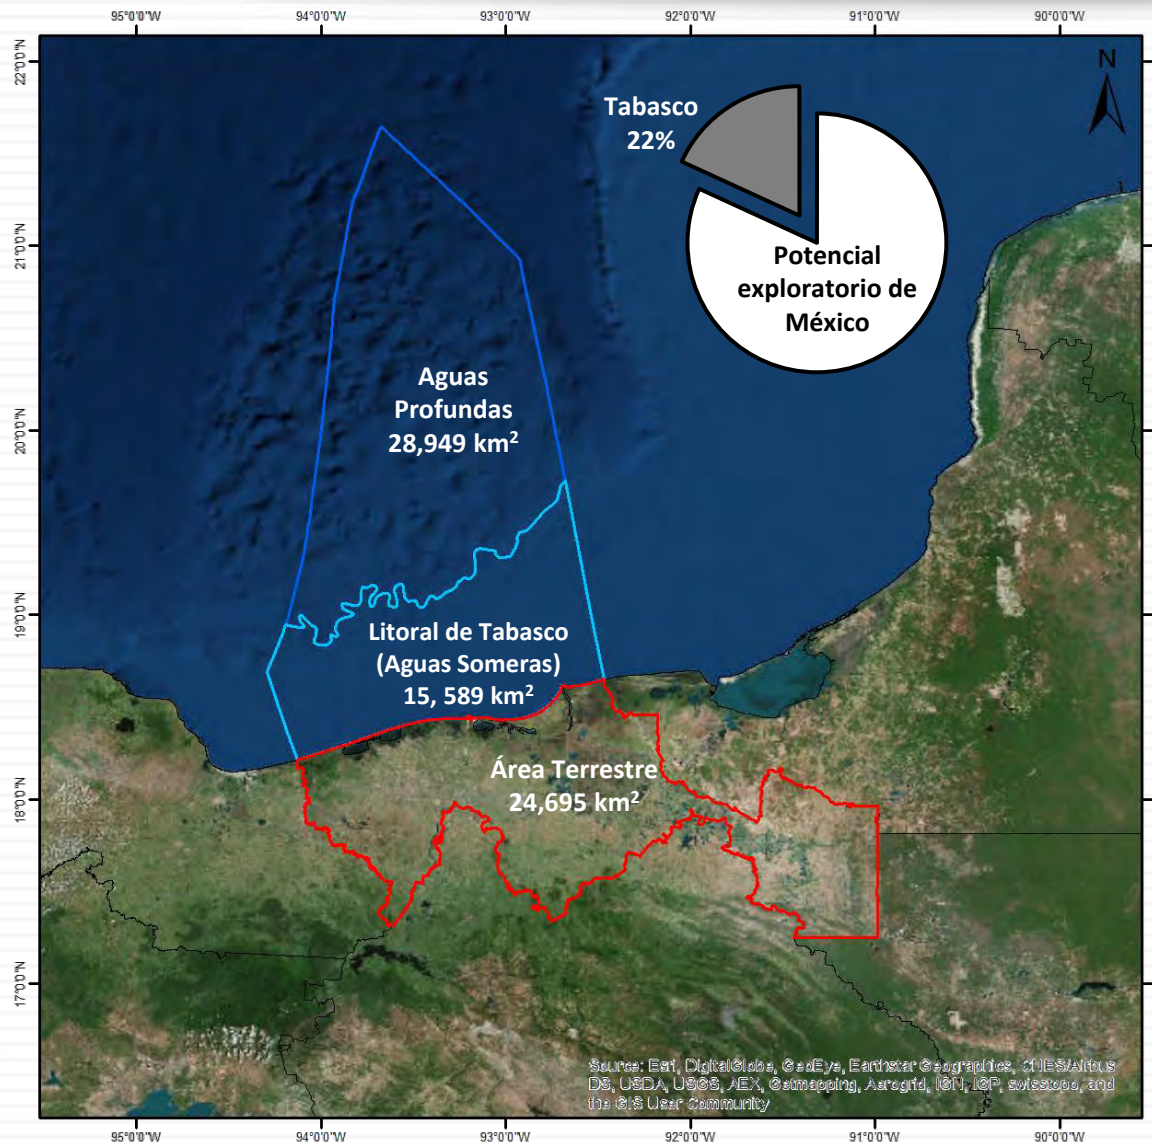 95°0'0"W 94°0'0"W 93°0'0"W 92°0'0"W 91°0'0"W 90°0'0"W
22°0'0"N
21°0'0"N
20°0'0"N
19°0'0"N
18°0'0"N
17°0'0"N
N
Tabasco
22%
Potencial
exploratorio de
México
Aguas
Profundas
28,949 km²
Litoral de Tabasco
(Aguas Someras)
15, 589 km²
Área Terrestre
24,695 km²
Source: Esri, DigitalGlobe, GeoEye, Earthstar Geographics, CNES/Airbus
DS, USDA, USGS, AEX, Getmapping, Aerogrid, IGN, IGP, swisstopo, and
the GIS User Community
95°0'0"W 94°0'0"W 93°0'0"W 92°0'0"W 91°0'0"W 90°0'0"W